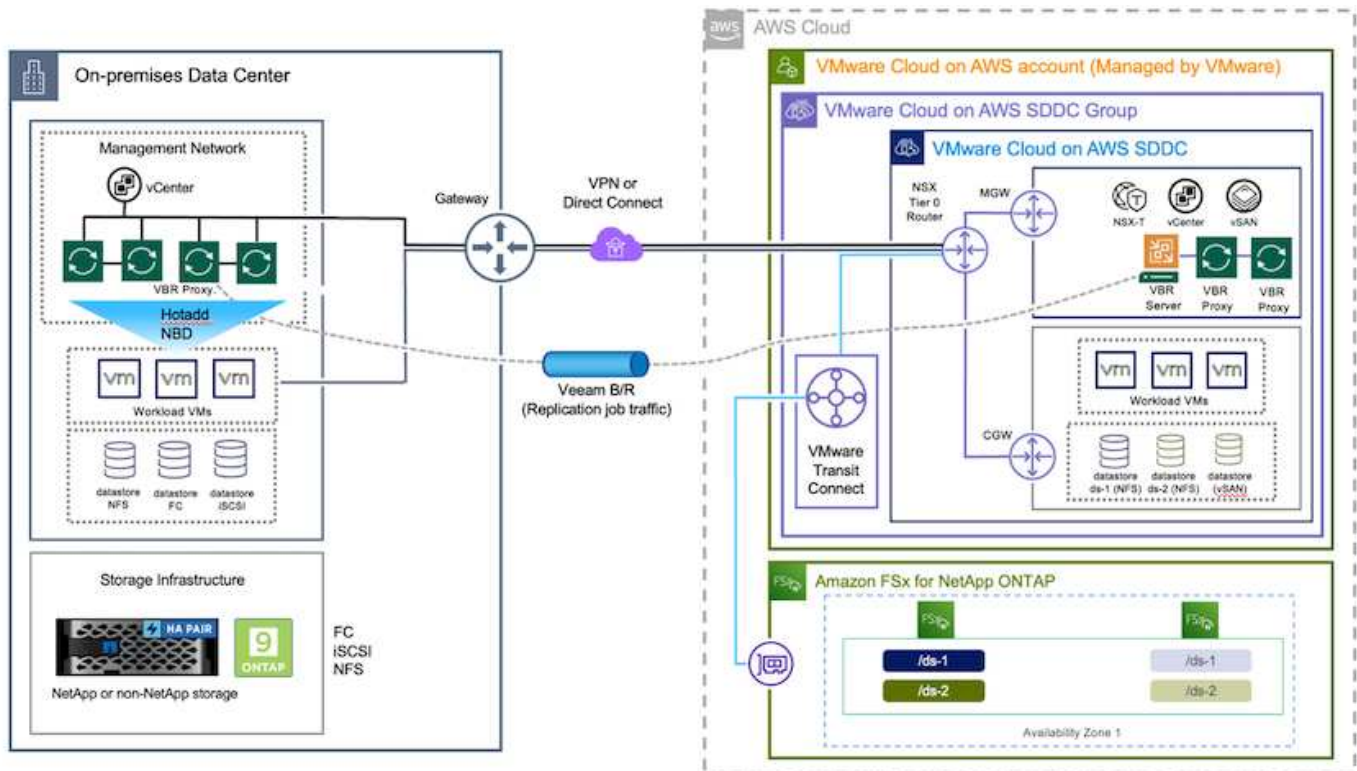 On-premises Data Center
Management Network
vCenter
VBR Proxy.
Hotadd
NBD
vm
vm
vm
Workload VMs
datastore
NFS
datastore
FC
datastore
iSCSI
Storage Infrastructure
HA PAIR
9
ONTAP
FC
iSCSI
NFS
NetApp or non-NetApp storage
Gateway
VPN or
Direct Connect
Veeam B/R
(Replication job traffic)
aws
AWS Cloud
VMware Cloud on AWS account (Managed by VMware)
VMware Cloud on AWS SDDC Group
VMware Cloud on AWS SDDC
NSX
Tier 0
Router
MGW
NSX-T
vCenter
vSAN
VBR
Server
VBR
Proxy
VBR
Proxy
VMware
Transit
Connect
CGW
vm
vm
vm
Workload VMs
datastore
ds-1 (NFS)
datastore
ds-2 (NFS)
datastore
(vSAN)
FSx
Amazon FSx for NetApp ONTAP
FSx
FSx
/ds-1
/ds-1
/ds-2
/ds-2
Availability Zone 1